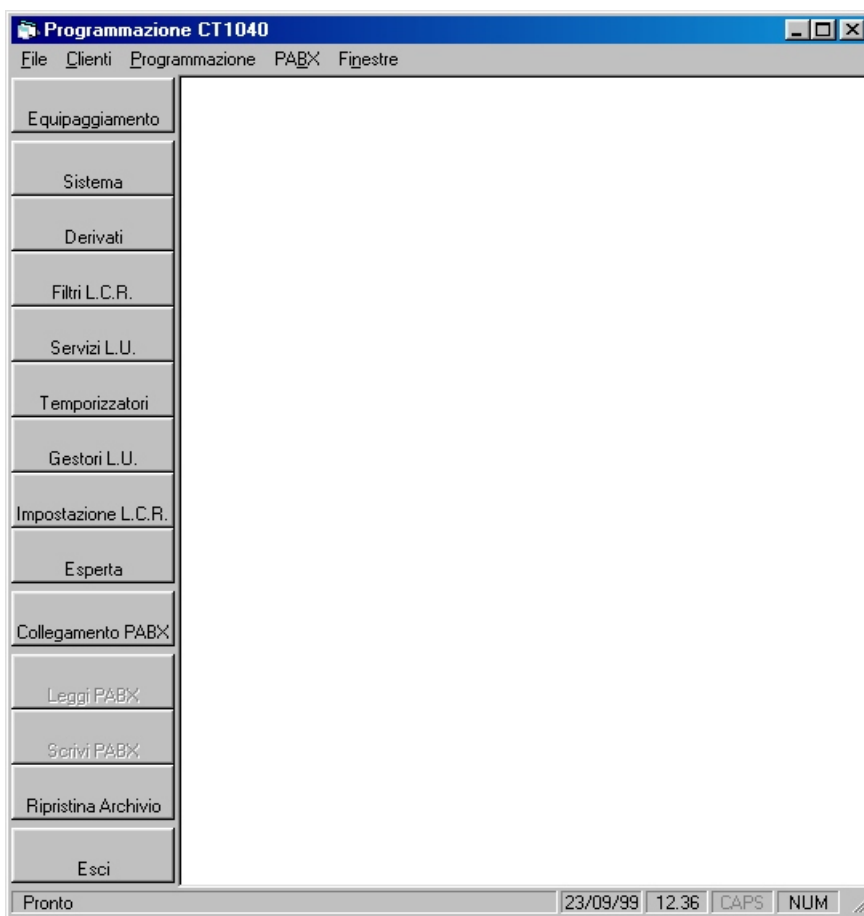 Programmazione CT1040
File Clienti Programmazione PABX Finestre
Equipaggiamento
Sistema
Derivati
Filtri L.C.R.
Servizi L.U.
Temporizzatori
Gestori L.U.
Impostazione L.C.R.
Esperta
Collegamento PABX
Leggi PABX
Scrivi PABX
Ripristina Archivio
Esci
Pronto 23/09/99 12.36 CAPS NUM